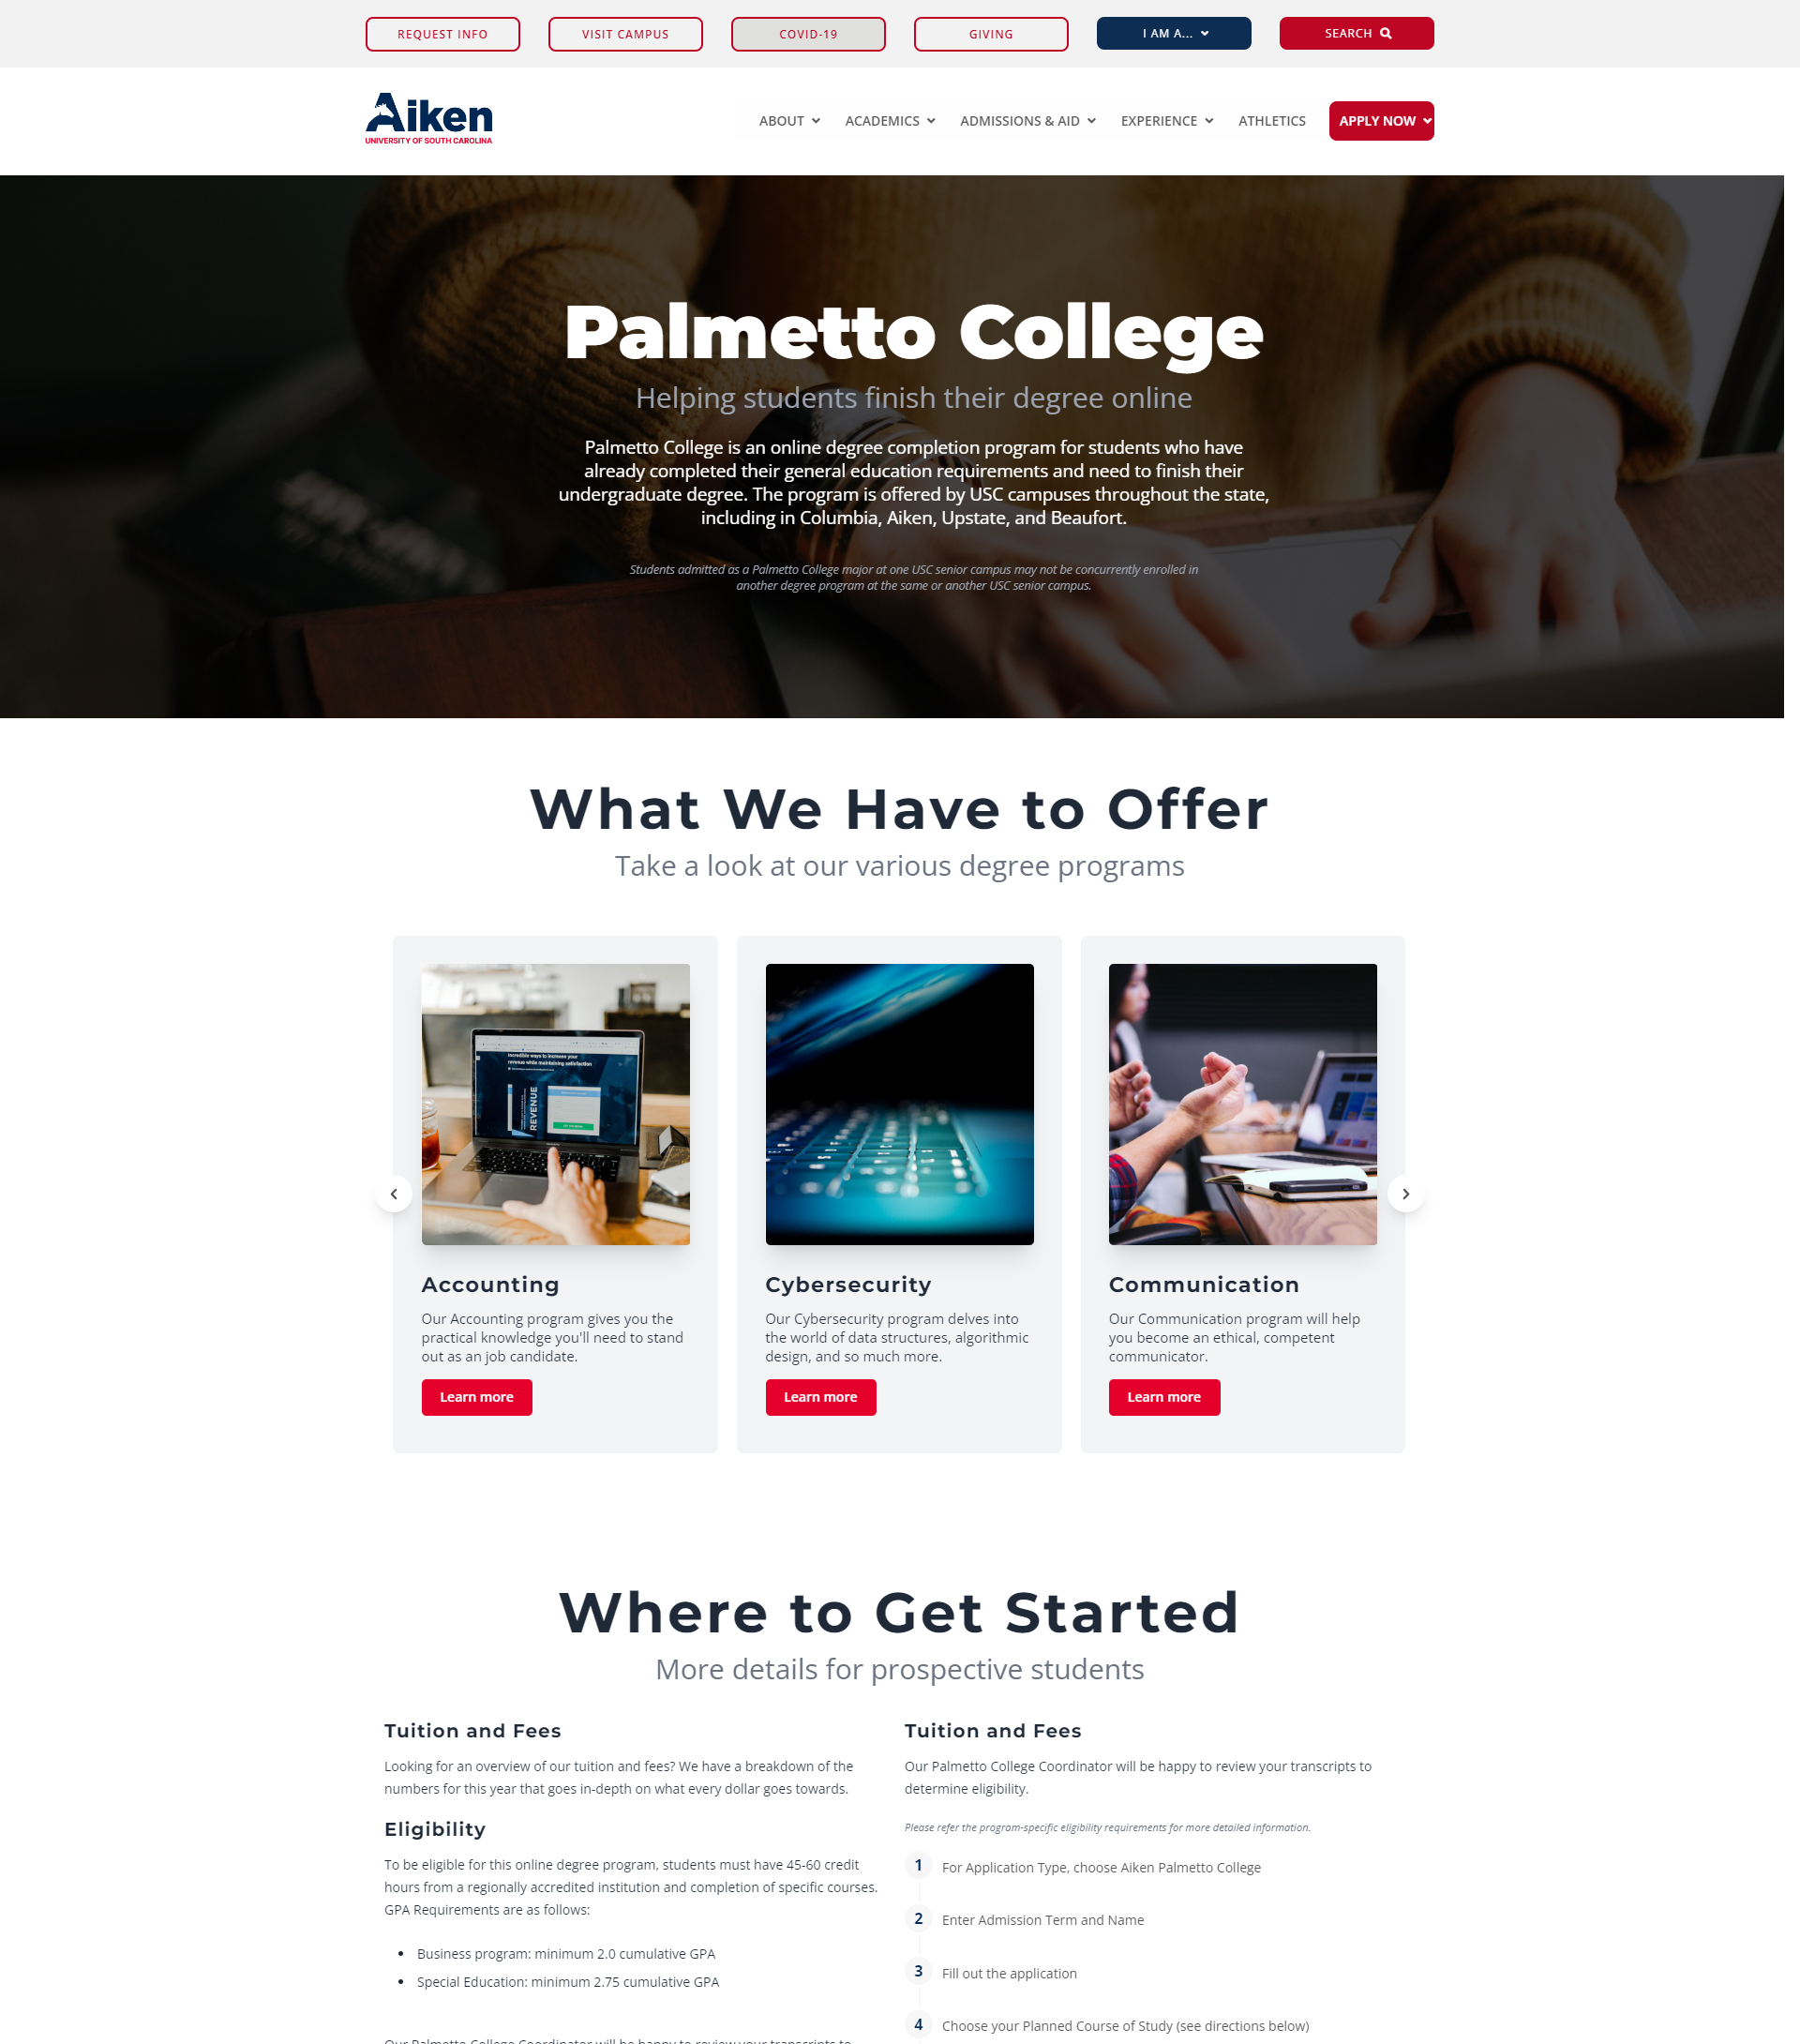 REQUEST INFO
VISIT CAMPUS
COVID-19
GIVING
I AM A...
SEARCH
Aiken
UNIVERSITY OF SOUTH CAROLINA
ABOUT
ACADEMICS
ADMISSIONS & AID
EXPERIENCE
ATHLETICS
APPLY NOW
Palmetto College
Helping students finish their degree online
Palmetto College is an online degree completion program for students who have
already completed their general education requirements and need to finish their
undergraduate degree. The program is offered by USC campuses throughout the state,
including in Columbia, Aiken, Upstate, and Beaufort.
Students admitted as a Palmetto College major at one USC senior campus may not be concurrently enrolled in
another degree program at the same or another USC senior campus.
What We Have to Offer
Take a look at our various degree programs
Incredible ways to increase your
revenue while maintaining satisfaction
REVENUE
Accounting
Our Accounting program gives you the
practical knowledge you'll need to stand
out as an job candidate.
Learn more
Cybersecurity
Our Cybersecurity program delves into
the world of data structures, algorithmic
design, and so much more.
Learn more
Communication
Our Communication program will help
you become an ethical, competent
communicator.
Learn more
Where to Get Started
More details for prospective students
Tuition and Fees
Looking for an overview of our tuition and fees? We have a breakdown of the
numbers for this year that goes in-depth on what every dollar goes towards.
Eligibility
To be eligible for this online degree program, students must have 45-60 credit
hours from a regionally accredited institution and completion of specific courses.
GPA Requirements are as follows:
• Business program: minimum 2.0 cumulative GPA
• Special Education: minimum 2.75 cumulative GPA
Our Palmetto College Coordinator will be happy to review your transcripts to
Tuition and Fees
Our Palmetto College Coordinator will be happy to review your transcripts to
determine eligibility.
Please refer the program-specific eligibility requirements for more detailed information.
1 For Application Type, choose Aiken Palmetto College
2 Enter Admission Term and Name
3 Fill out the application
4 Choose your Planned Course of Study (see directions below)